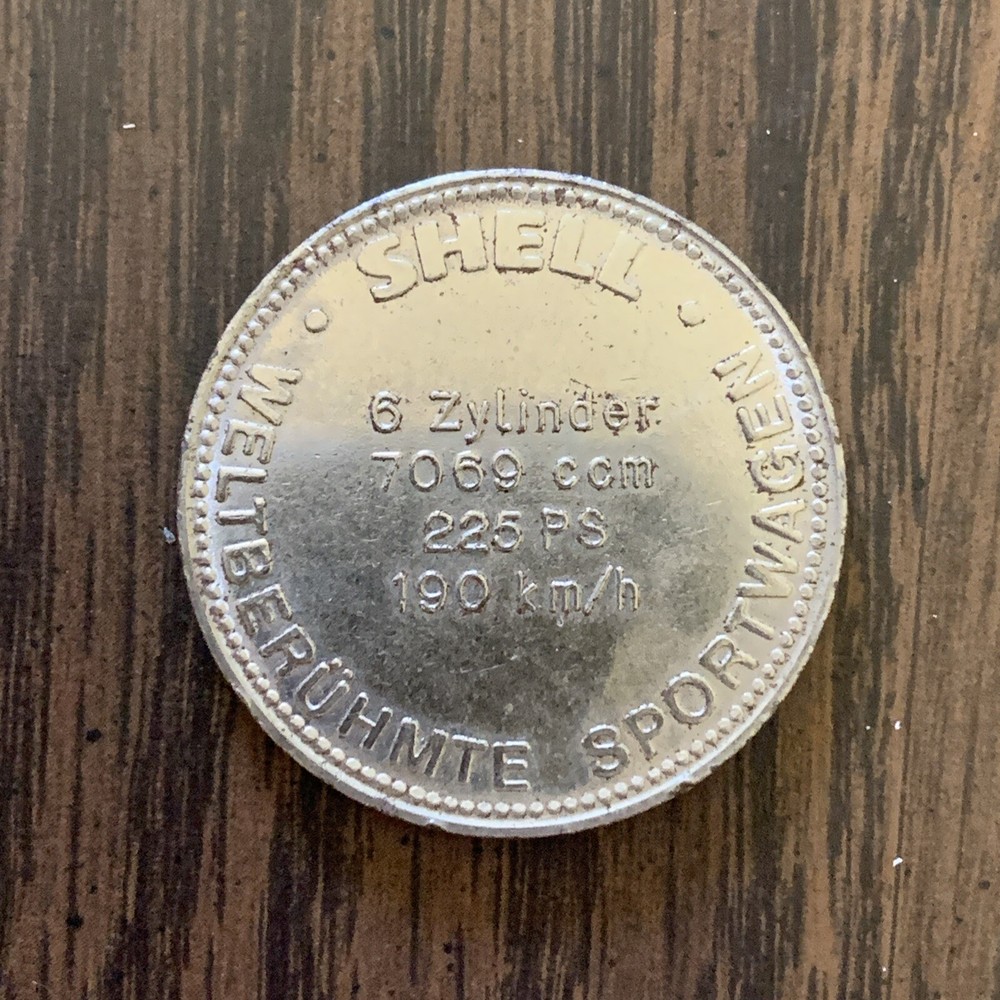 SHELL
6 Zylinder
7069 ccm
225 PS
190 km/h
WELTBERÜHMTE SPORTWAGEN